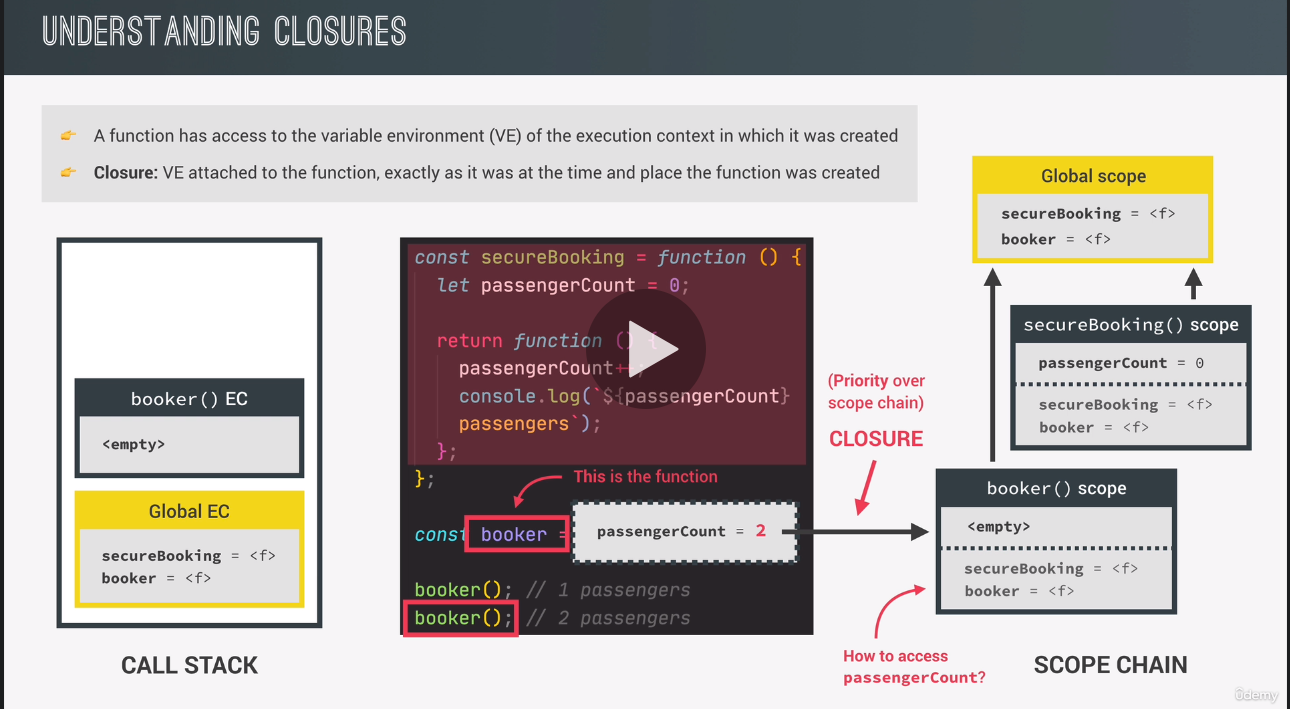 UNDERSTANDING CLOSURES
👉 A function has access to the variable environment (VE) of the execution context in which it was created
👉 Closure: VE attached to the function, exactly as it was at the time and place the function was created
booker() EC
<empty>
Global EC
secureBooking = <f>
booker = <f>
CALL STACK
const secureBooking = function () {
let passengerCount = 0;
return function () {
passengerCount++;
console.log(`${passengerCount}
passengers`);
};
};
This is the function
const booker =
passengerCount = 2
booker(); // 1 passengers
booker(); // 2 passengers
(Priority over
scope chain)
CLOSURE
Global scope
secureBooking = <f>
booker = <f>
secureBooking() scope
passengerCount = 0
secureBooking = <f>
booker = <f>
booker() scope
<empty>
secureBooking = <f>
booker = <f>
How to access
passengerCount?
SCOPE CHAIN
ûdemy